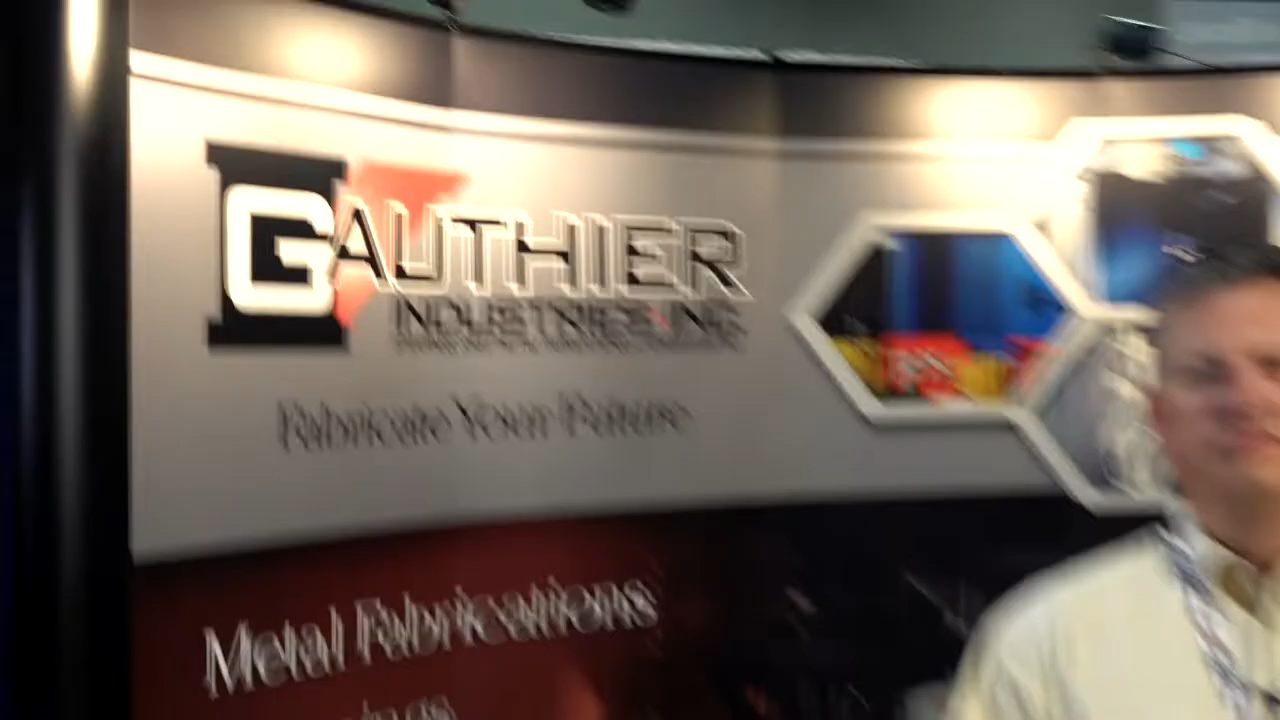 GAUTHIER
INDUSTRIES, INC.
Fabricate Your Future
Metal Fabrications